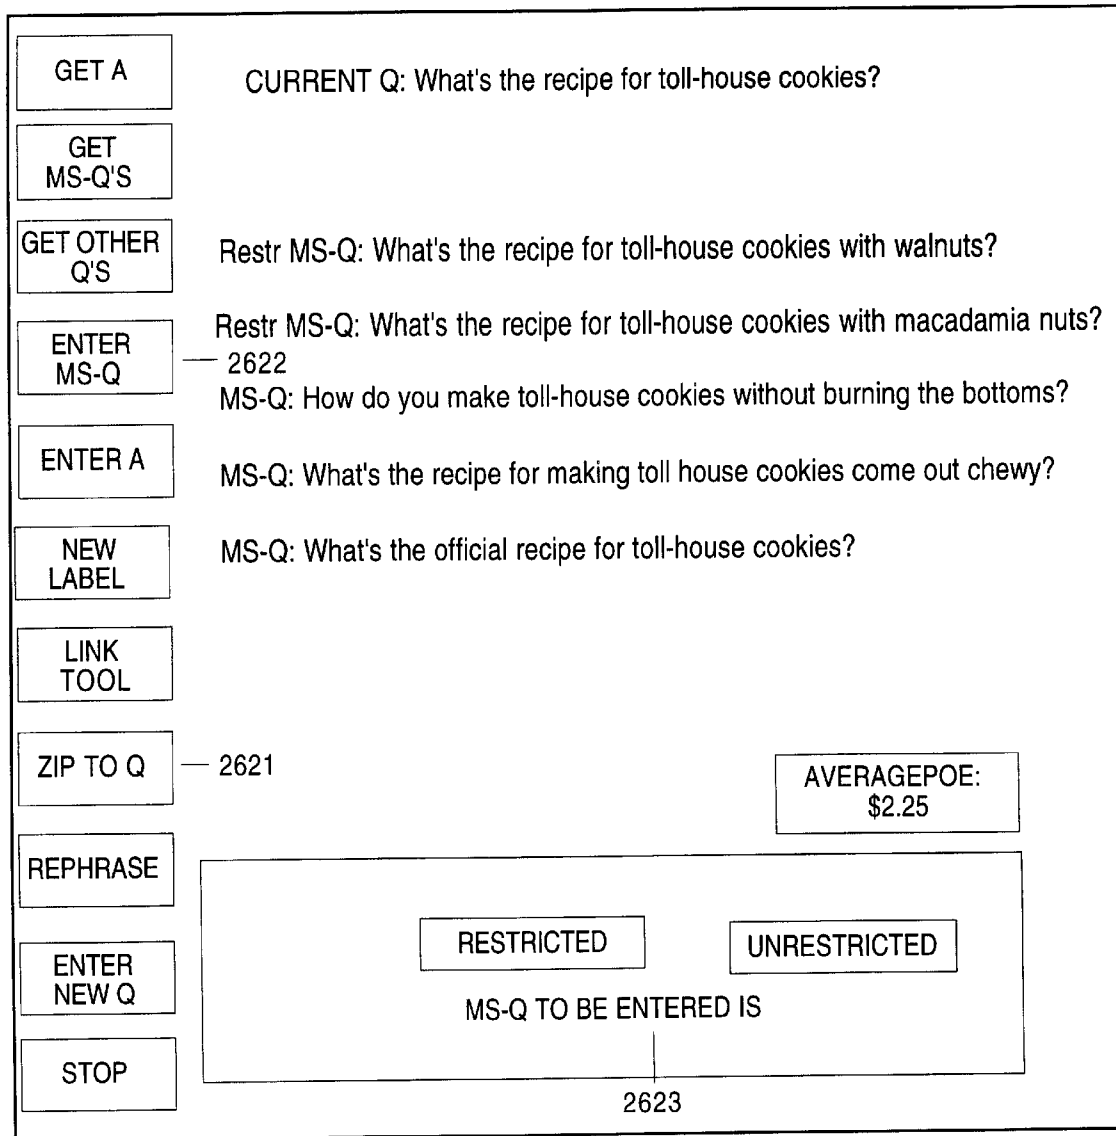 GET A
CURRENT Q: What's the recipe for toll-house cookies?
GET
MS-Q'S
GET OTHER
Q'S
Restr MS-Q: What's the recipe for toll-house cookies with walnuts?
Restr MS-Q: What's the recipe for toll-house cookies with macadamia nuts?
ENTER
MS-Q
2622
MS-Q: How do you make toll-house cookies without burning the bottoms?
ENTER A
MS-Q: What's the recipe for making toll house cookies come out chewy?
NEW
LABEL
MS-Q: What's the official recipe for toll-house cookies?
LINK
TOOL
ZIP TO Q
2621
AVERAGEPOE:
$2.25
REPHRASE
RESTRICTED
UNRESTRICTED
ENTER
NEW Q
MS-Q TO BE ENTERED IS
STOP
2623